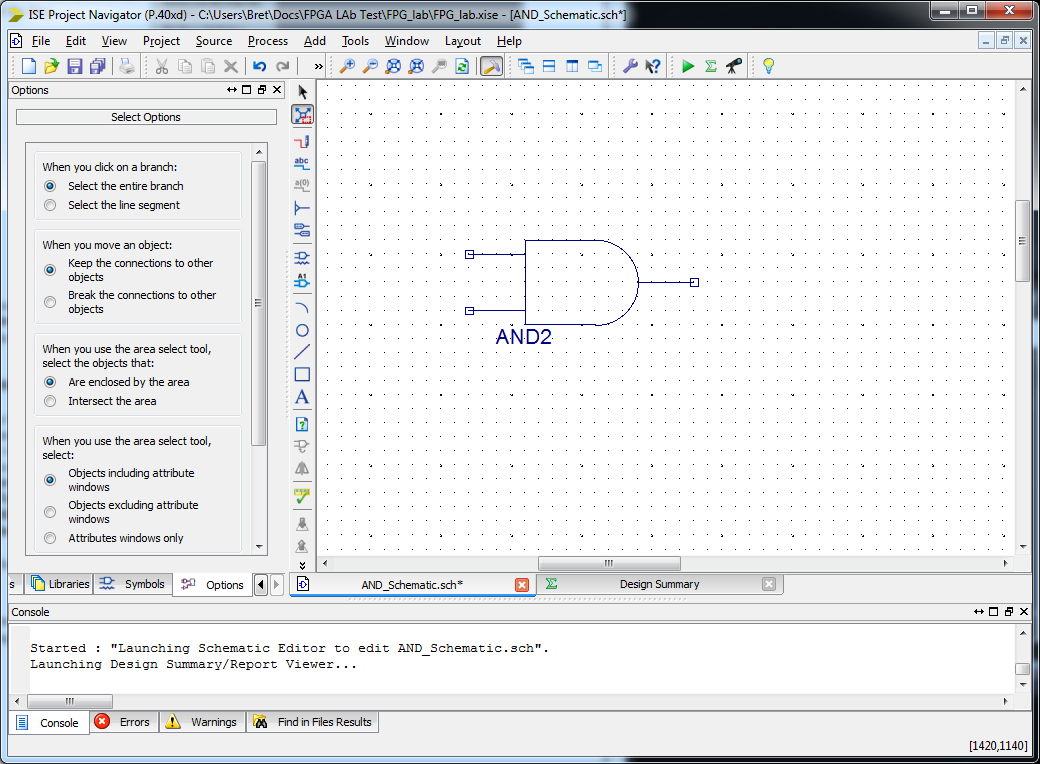 ISE Project Navigator (P.40xd) - C:\Users\Bret\Docs\FPGA LAb Test\FPG_lab\FPG_lab.xise - [AND_Schematic.sch*]
File Edit View Project Source Process Add Tools Window Layout Help
»
Options
Select Options
When you click on a branch:
Select the entire branch
Select the line segment
When you move an object:
Keep the connections to other
objects
Break the connections to other
objects
When you use the area select tool,
select the objects that:
Are enclosed by the area
Intersect the area
When you use the area select tool,
select:
Objects including attribute
windows
Objects excluding attribute
windows
Attributes windows only
abc
a(0)
A1
A
AND2
s Libraries Symbols Options
AND_Schematic.sch* Design Summary
Console
Started : "Launching Schematic Editor to edit AND_Schematic.sch".
Launching Design Summary/Report Viewer...
Console Errors Warnings Find in Files Results
[1420,1140]